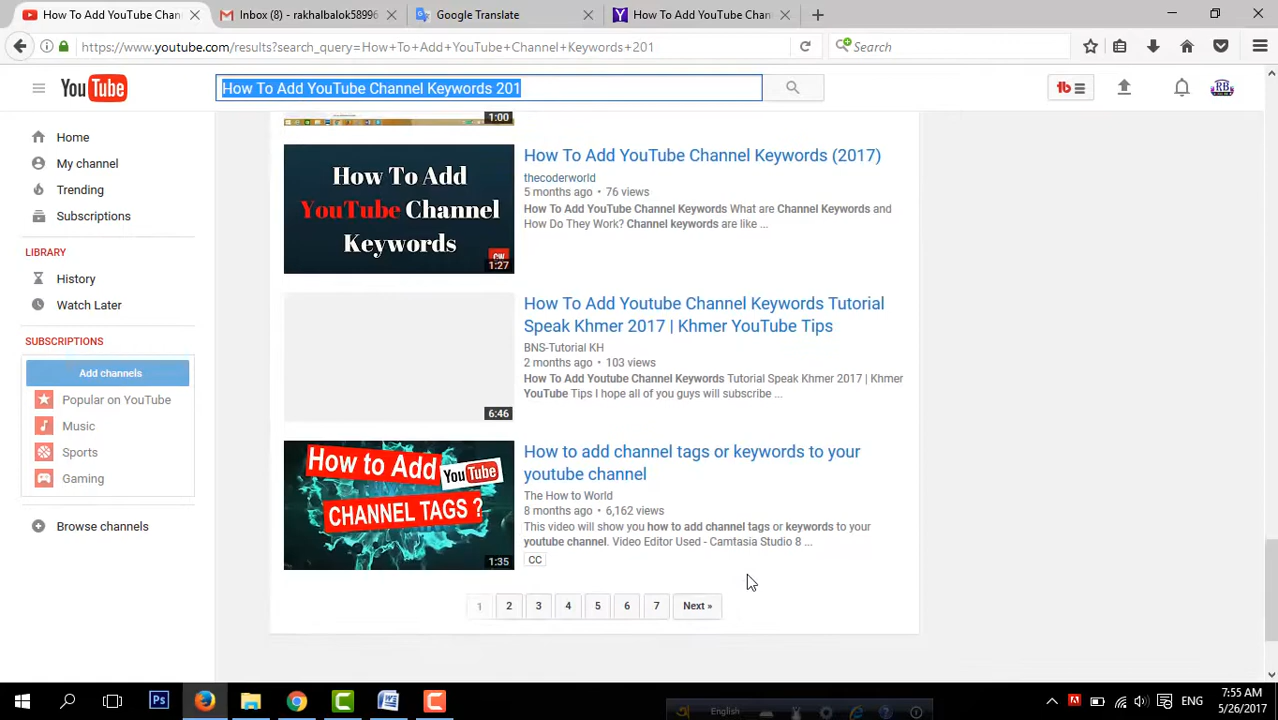 How To Add YouTube Chan...
Inbox (8) - rakhalbalok58996
Google Translate
How To Add YouTube Chan...
https://www.youtube.com/results?search_query=How+To+Add+YouTube+Channel+Keywords+201
Search
YouTube
How To Add YouTube Channel Keywords 201
tb
RB
Home
My channel
Trending
Subscriptions
LIBRARY
History
Watch Later
SUBSCRIPTIONS
Add channels
Popular on YouTube
Music
Sports
Gaming
Browse channels
1:00
How To Add
YouTube Channel
Keywords
CW
1:27
How To Add YouTube Channel Keywords (2017)
thecoderworld
5 months ago • 76 views
How To Add YouTube Channel Keywords What are Channel Keywords and
How Do They Work? Channel keywords are like ...
6:46
How To Add Youtube Channel Keywords Tutorial
Speak Khmer 2017 | Khmer YouTube Tips
BNS-Tutorial KH
2 months ago • 103 views
How To Add Youtube Channel Keywords Tutorial Speak Khmer 2017 | Khmer
YouTube Tips I hope all of you guys will subscribe ...
How to Add YouTube
CHANNEL TAGS ?
1:35
How to add channel tags or keywords to your
youtube channel
The How to World
8 months ago • 6,162 views
This video will show you how to add channel tags or keywords to your
youtube channel. Video Editor Used - Camtasia Studio 8 ...
CC
1 2 3 4 5 6 7 Next »
English
ENG
7:55 AM
5/26/2017